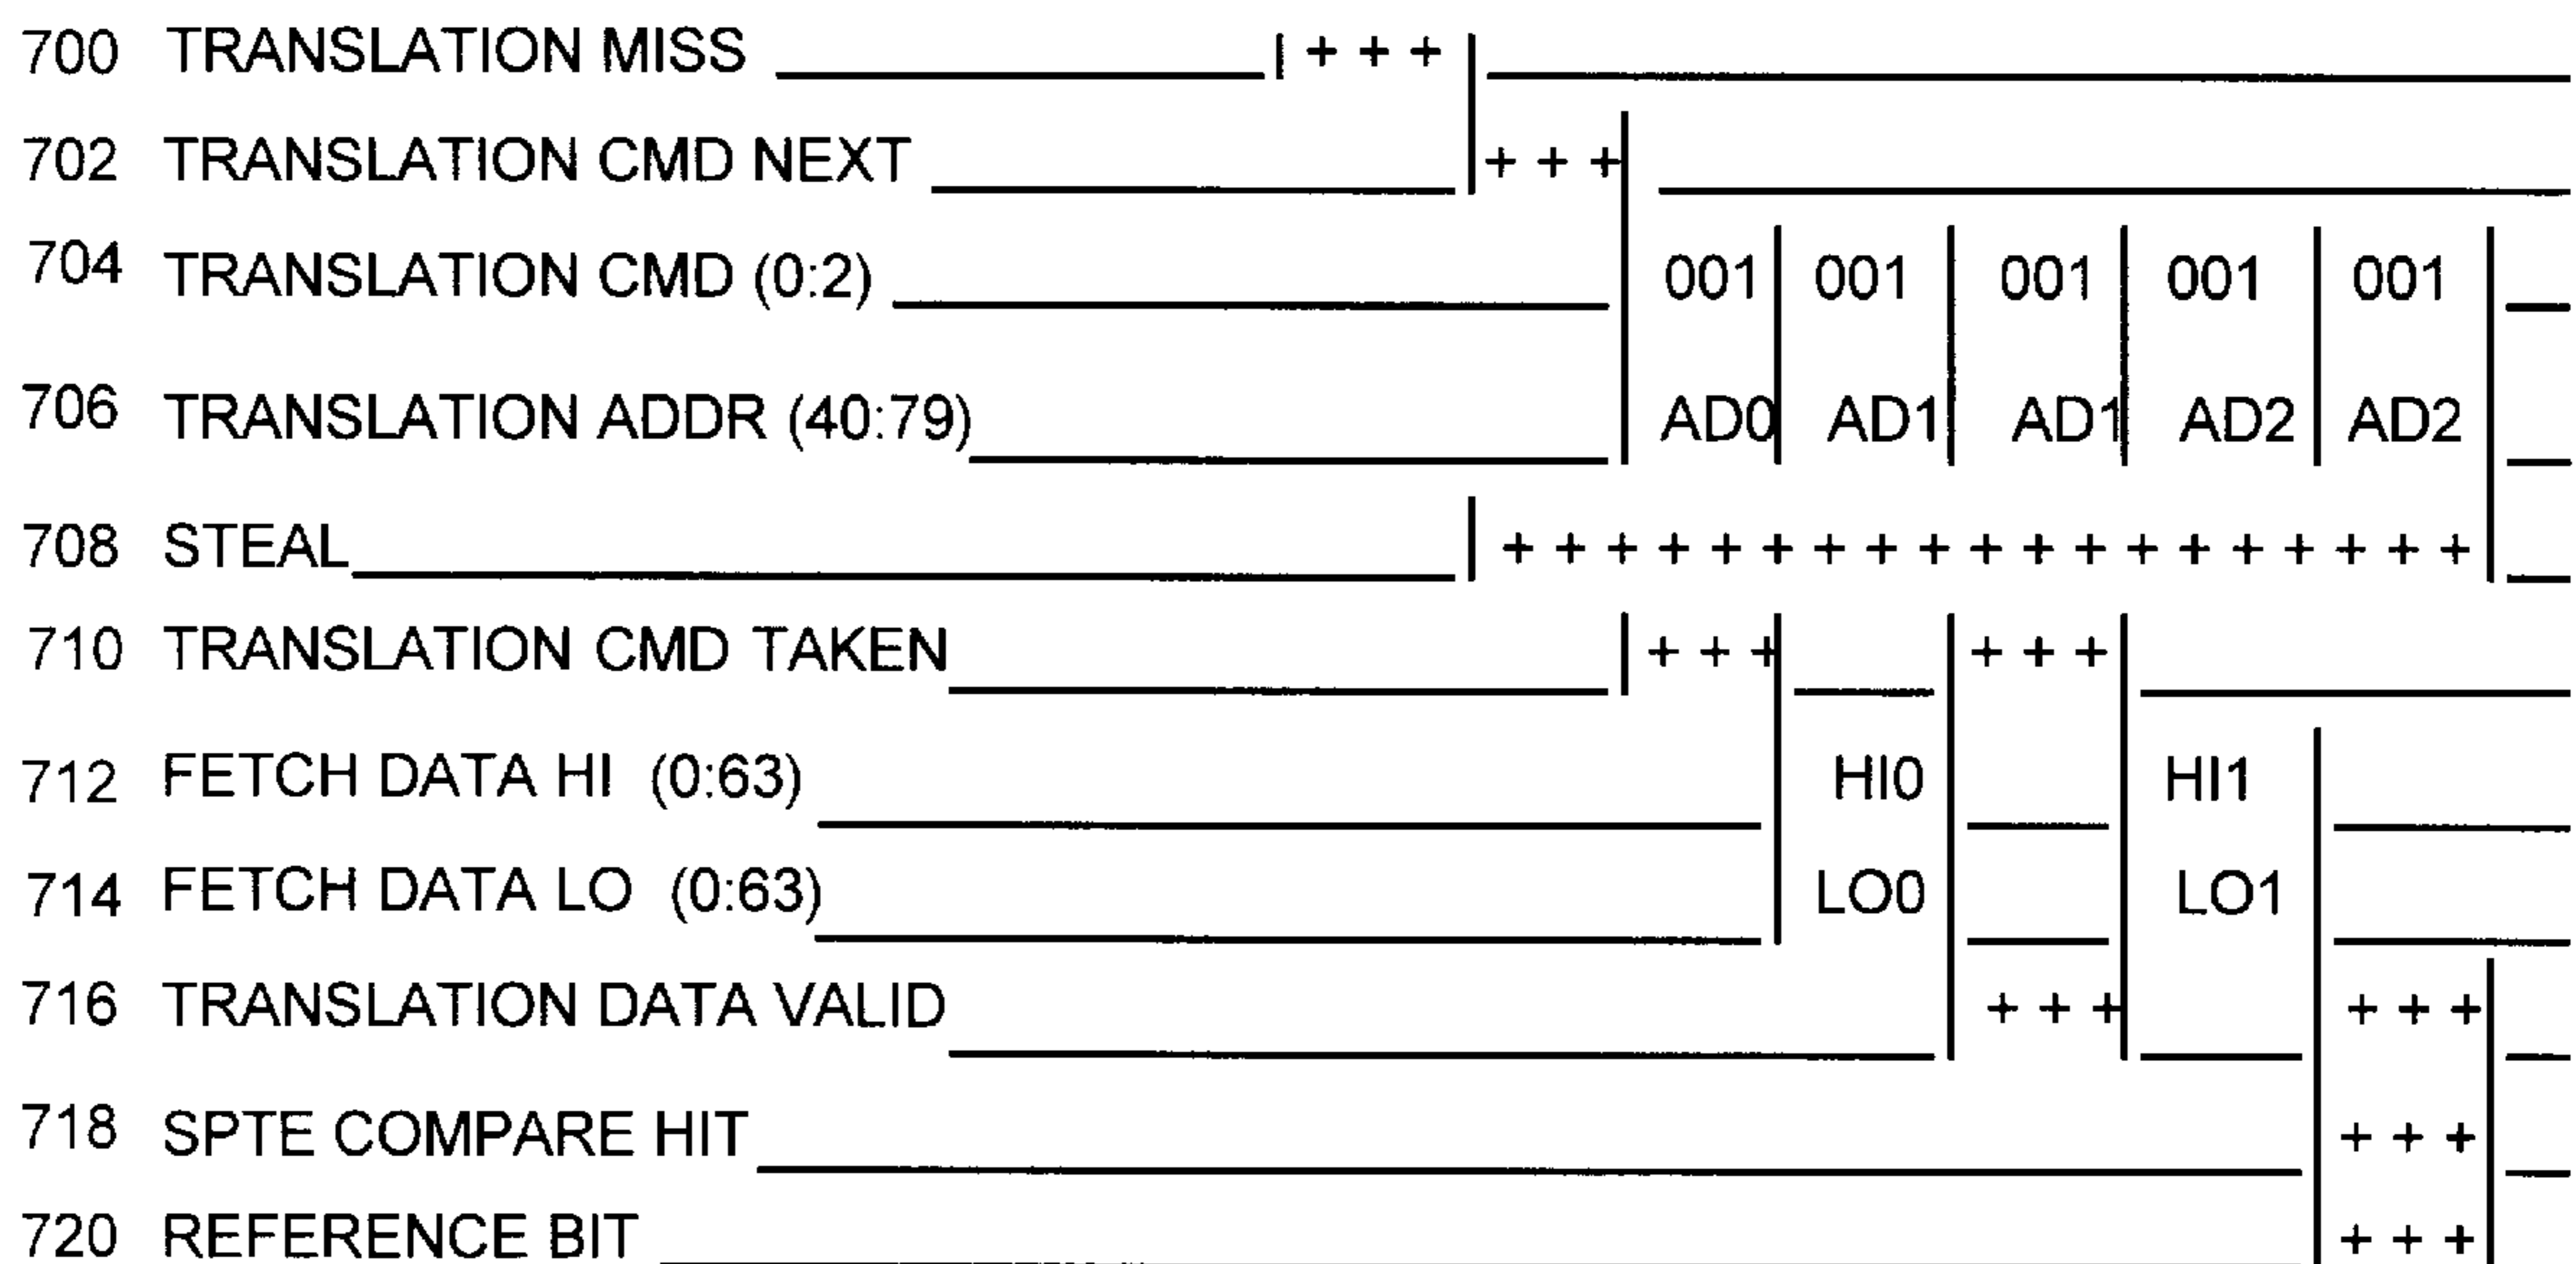 700 TRANSLATION MISS + + +
702 TRANSLATION CMD NEXT + + +
704 TRANSLATION CMD (0:2) 001 001 001 001 001
706 TRANSLATION ADDR (40:79) AD0 AD1 AD1 AD2 AD2
708 STEAL + + + + + + + + + + + + + + + + + + +
710 TRANSLATION CMD TAKEN + + + + + +
712 FETCH DATA HI (0:63) HI0 HI1
714 FETCH DATA LO (0:63) LO0 LO1
716 TRANSLATION DATA VALID + + + + + +
718 SPTE COMPARE HIT + + +
720 REFERENCE BIT + + +